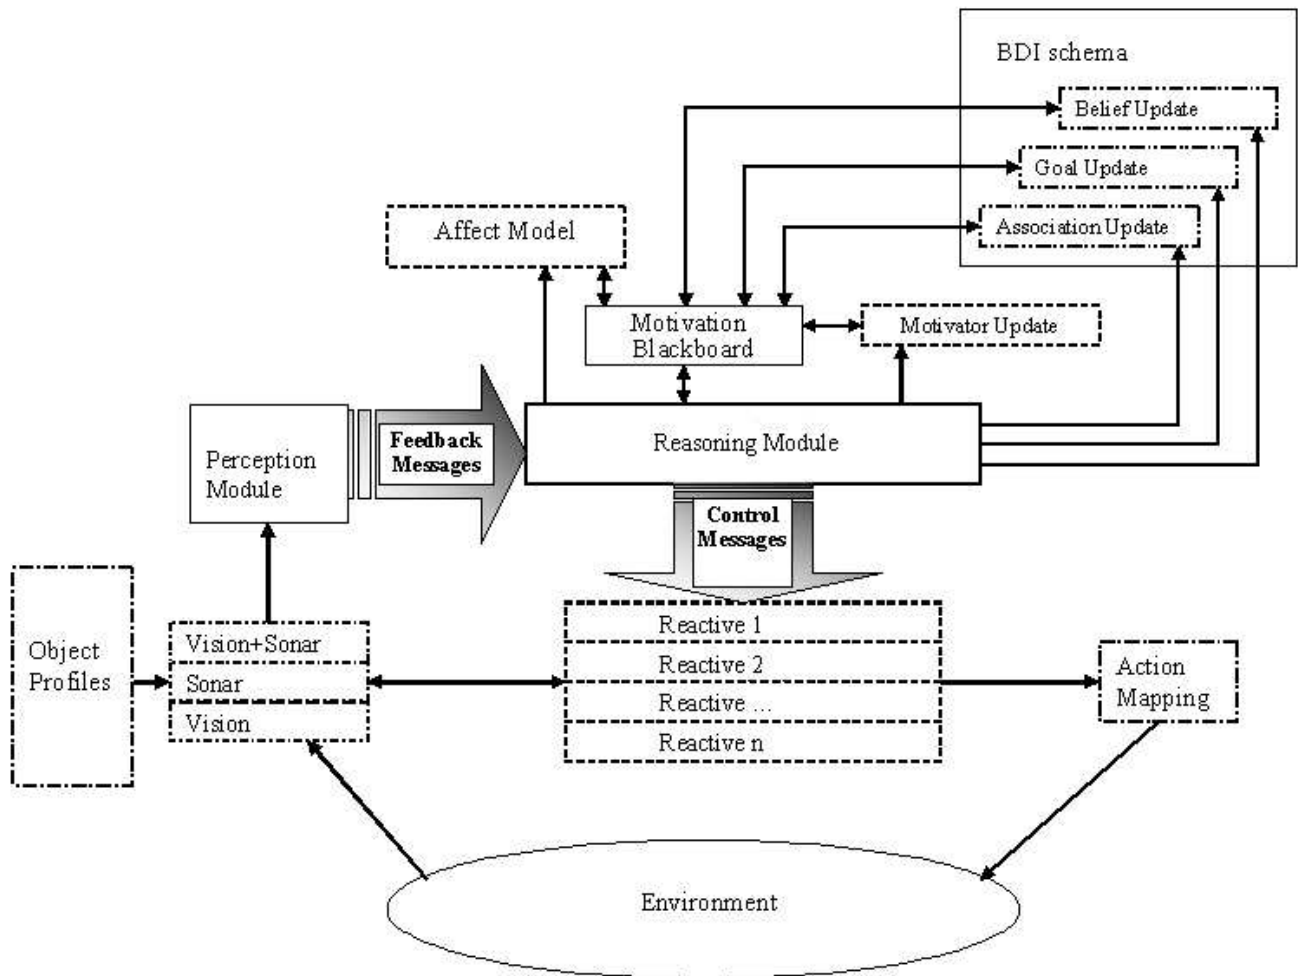 BDI schema
Belief Update
Goal Update
Association Update
Affect Model
Motivation
Blackboard
Motivator Update
Perception
Module
Feedback
Messages
Reasoning Module
Control
Messages
Object
Profiles
Vision+Sonar
Sonar
Vision
Reactive 1
Reactive 2
Reactive ...
Reactive n
Action
Mapping
Environment